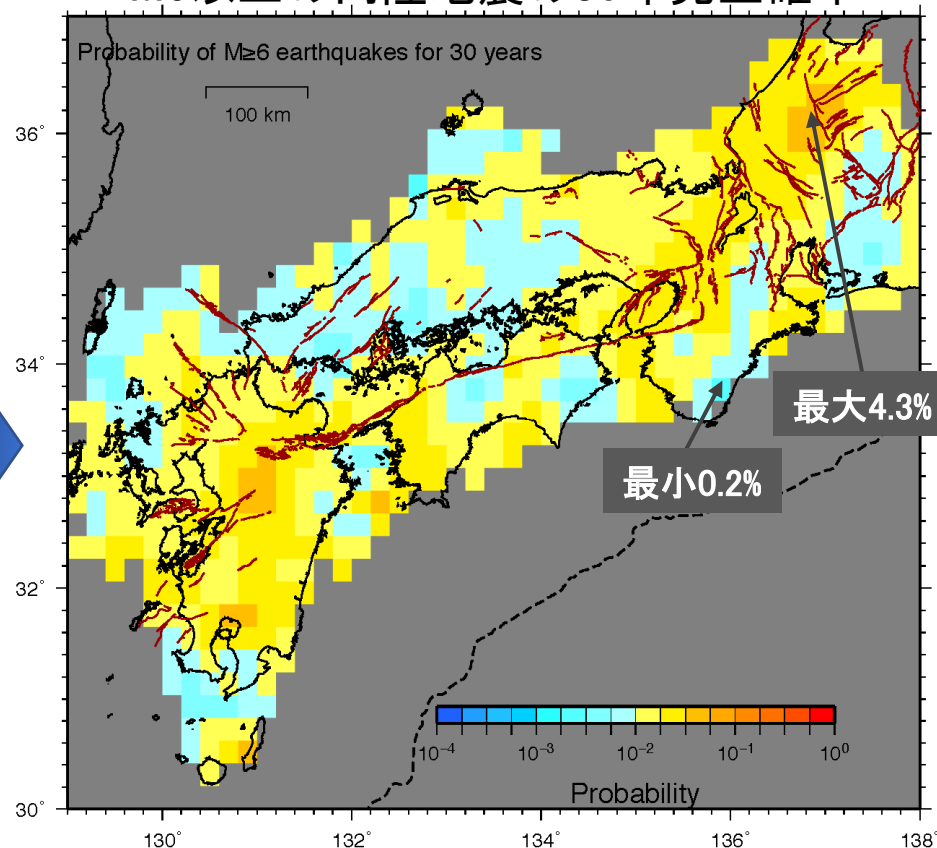 Probability of M≥6 earthquakes for 30 years
100 km
36°
34°
32°
30°
最大4.3%
最小0.2%
10⁻⁴ 10⁻³ 10⁻² 10⁻¹ 10⁰
Probability
130° 132° 134° 136° 138°